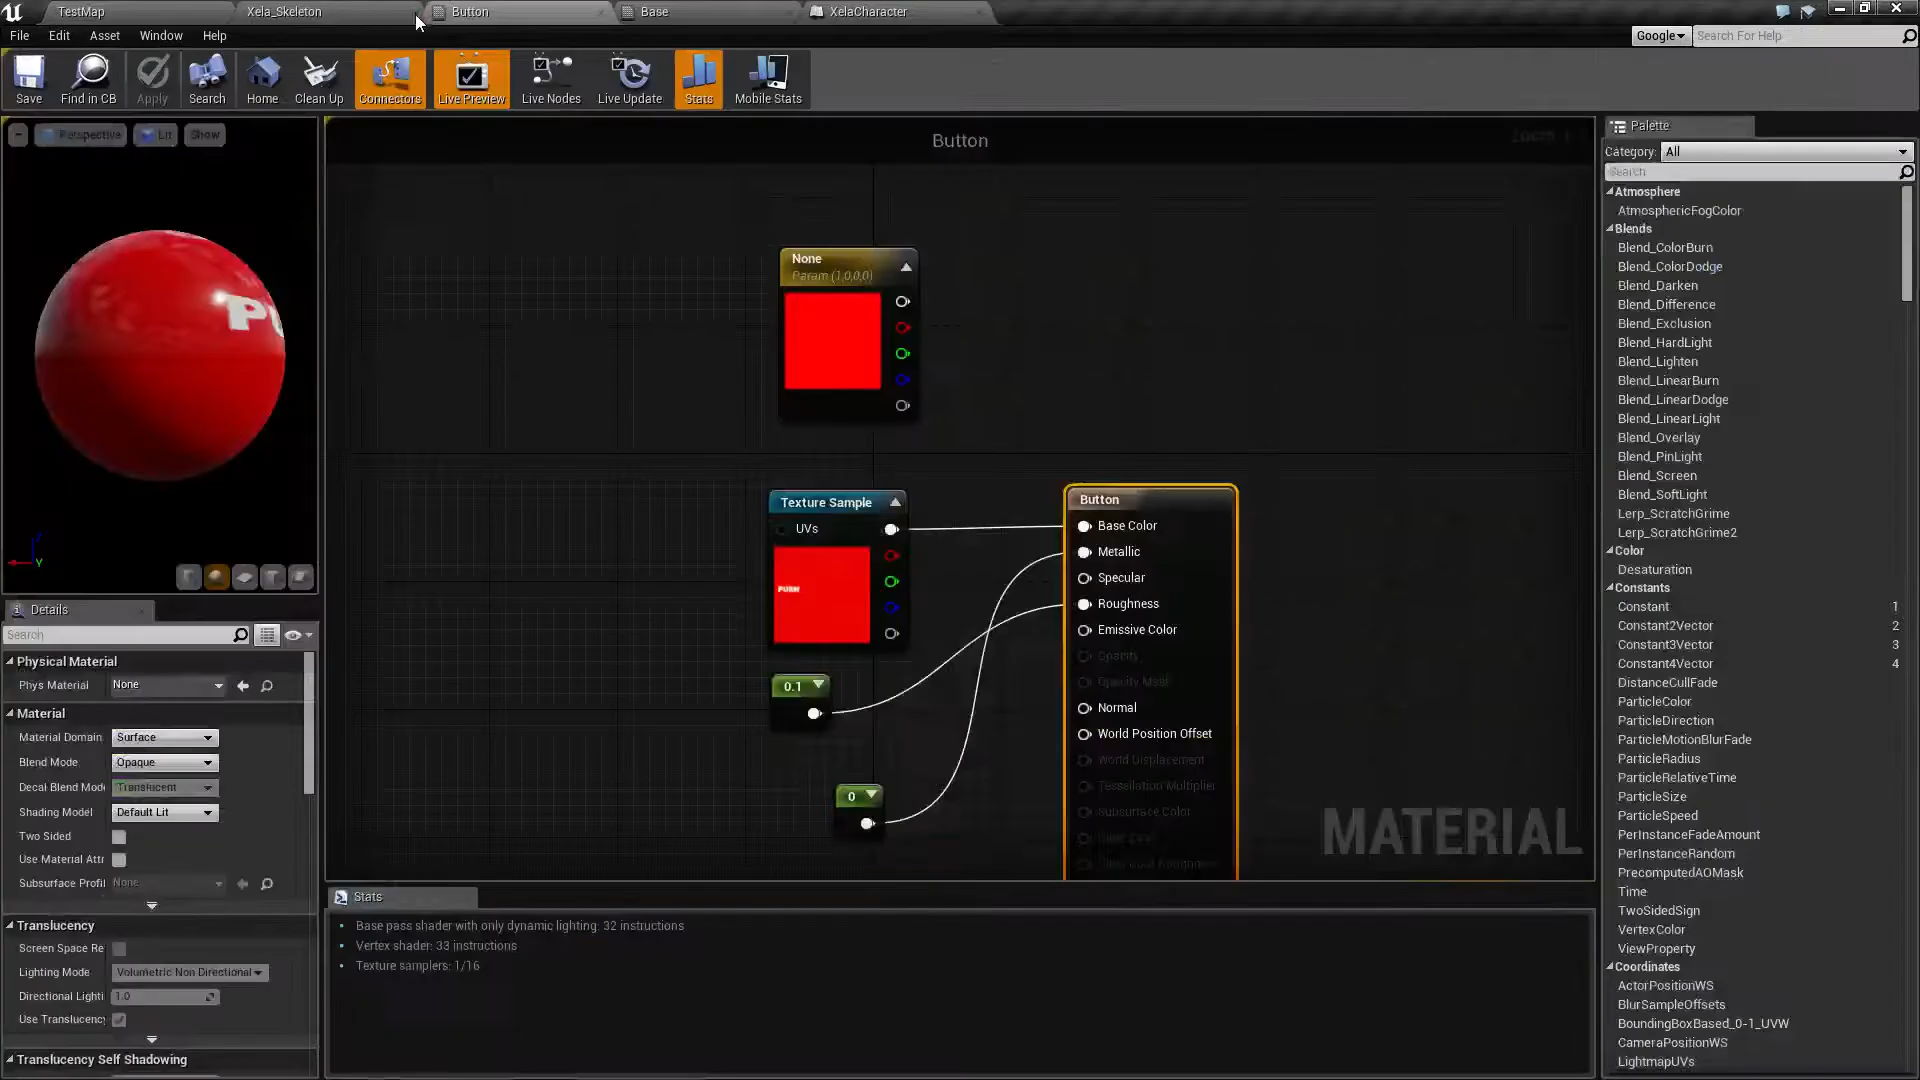 TestMap
Xela_Skeleton
Button
Base
XelaCharacter
File
Edit
Asset
Window
Help
Google
Search For Help
Save
Find in CB
Apply
Search
Home
Clean Up
Connectors
Live Preview
Live Nodes
Live Update
Stats
Mobile Stats
Perspective
Lit
Show
PU
Y
Button
None
Param (1,0,0,0)
Texture Sample
UVs
PUSH
0.1
0
Button
Base Color
Metallic
Specular
Roughness
Emissive Color
Opacity
Opacity Mask
Normal
World Position Offset
World Displacement
Tessellation Multiplier
Subsurface Color
MATERIAL
Details
Search
Physical Material
Phys Material
None
Material
Material Domain
Surface
Blend Mode
Opaque
Decal Blend Mode
Translucent
Shading Model
Default Lit
Two Sided
Use Material Attr
Subsurface Profi
None
Translucency
Screen Space Re
Lighting Mode
Volumetric Non Directional
Directional Lighti
1.0
Use Translucency
Translucency Self Shadowing
Stats
Base pass shader with only dynamic lighting: 32 instructions
Vertex shader: 33 instructions
Texture samplers: 1/16
Palette
Category:
All
Search
Atmosphere
AtmosphericFogColor
Blends
Blend_ColorBurn
Blend_ColorDodge
Blend_Darken
Blend_Difference
Blend_Exclusion
Blend_HardLight
Blend_Lighten
Blend_LinearBurn
Blend_LinearDodge
Blend_LinearLight
Blend_Overlay
Blend_PinLight
Blend_Screen
Blend_SoftLight
Lerp_ScratchGrime
Lerp_ScratchGrime2
Color
Desaturation
Constants
Constant 1
Constant2Vector 2
Constant3Vector 3
Constant4Vector 4
DistanceCullFade
ParticleColor
ParticleDirection
ParticleMotionBlurFade
ParticleRadius
ParticleRelativeTime
ParticleSize
ParticleSpeed
PerInstanceFadeAmount
PerInstanceRandom
PrecomputedAOMask
Time
TwoSidedSign
VertexColor
ViewProperty
Coordinates
ActorPositionWS
BlurSampleOffsets
BoundingBoxBased_0-1_UVW
CameraPositionWS
LightmapUVs